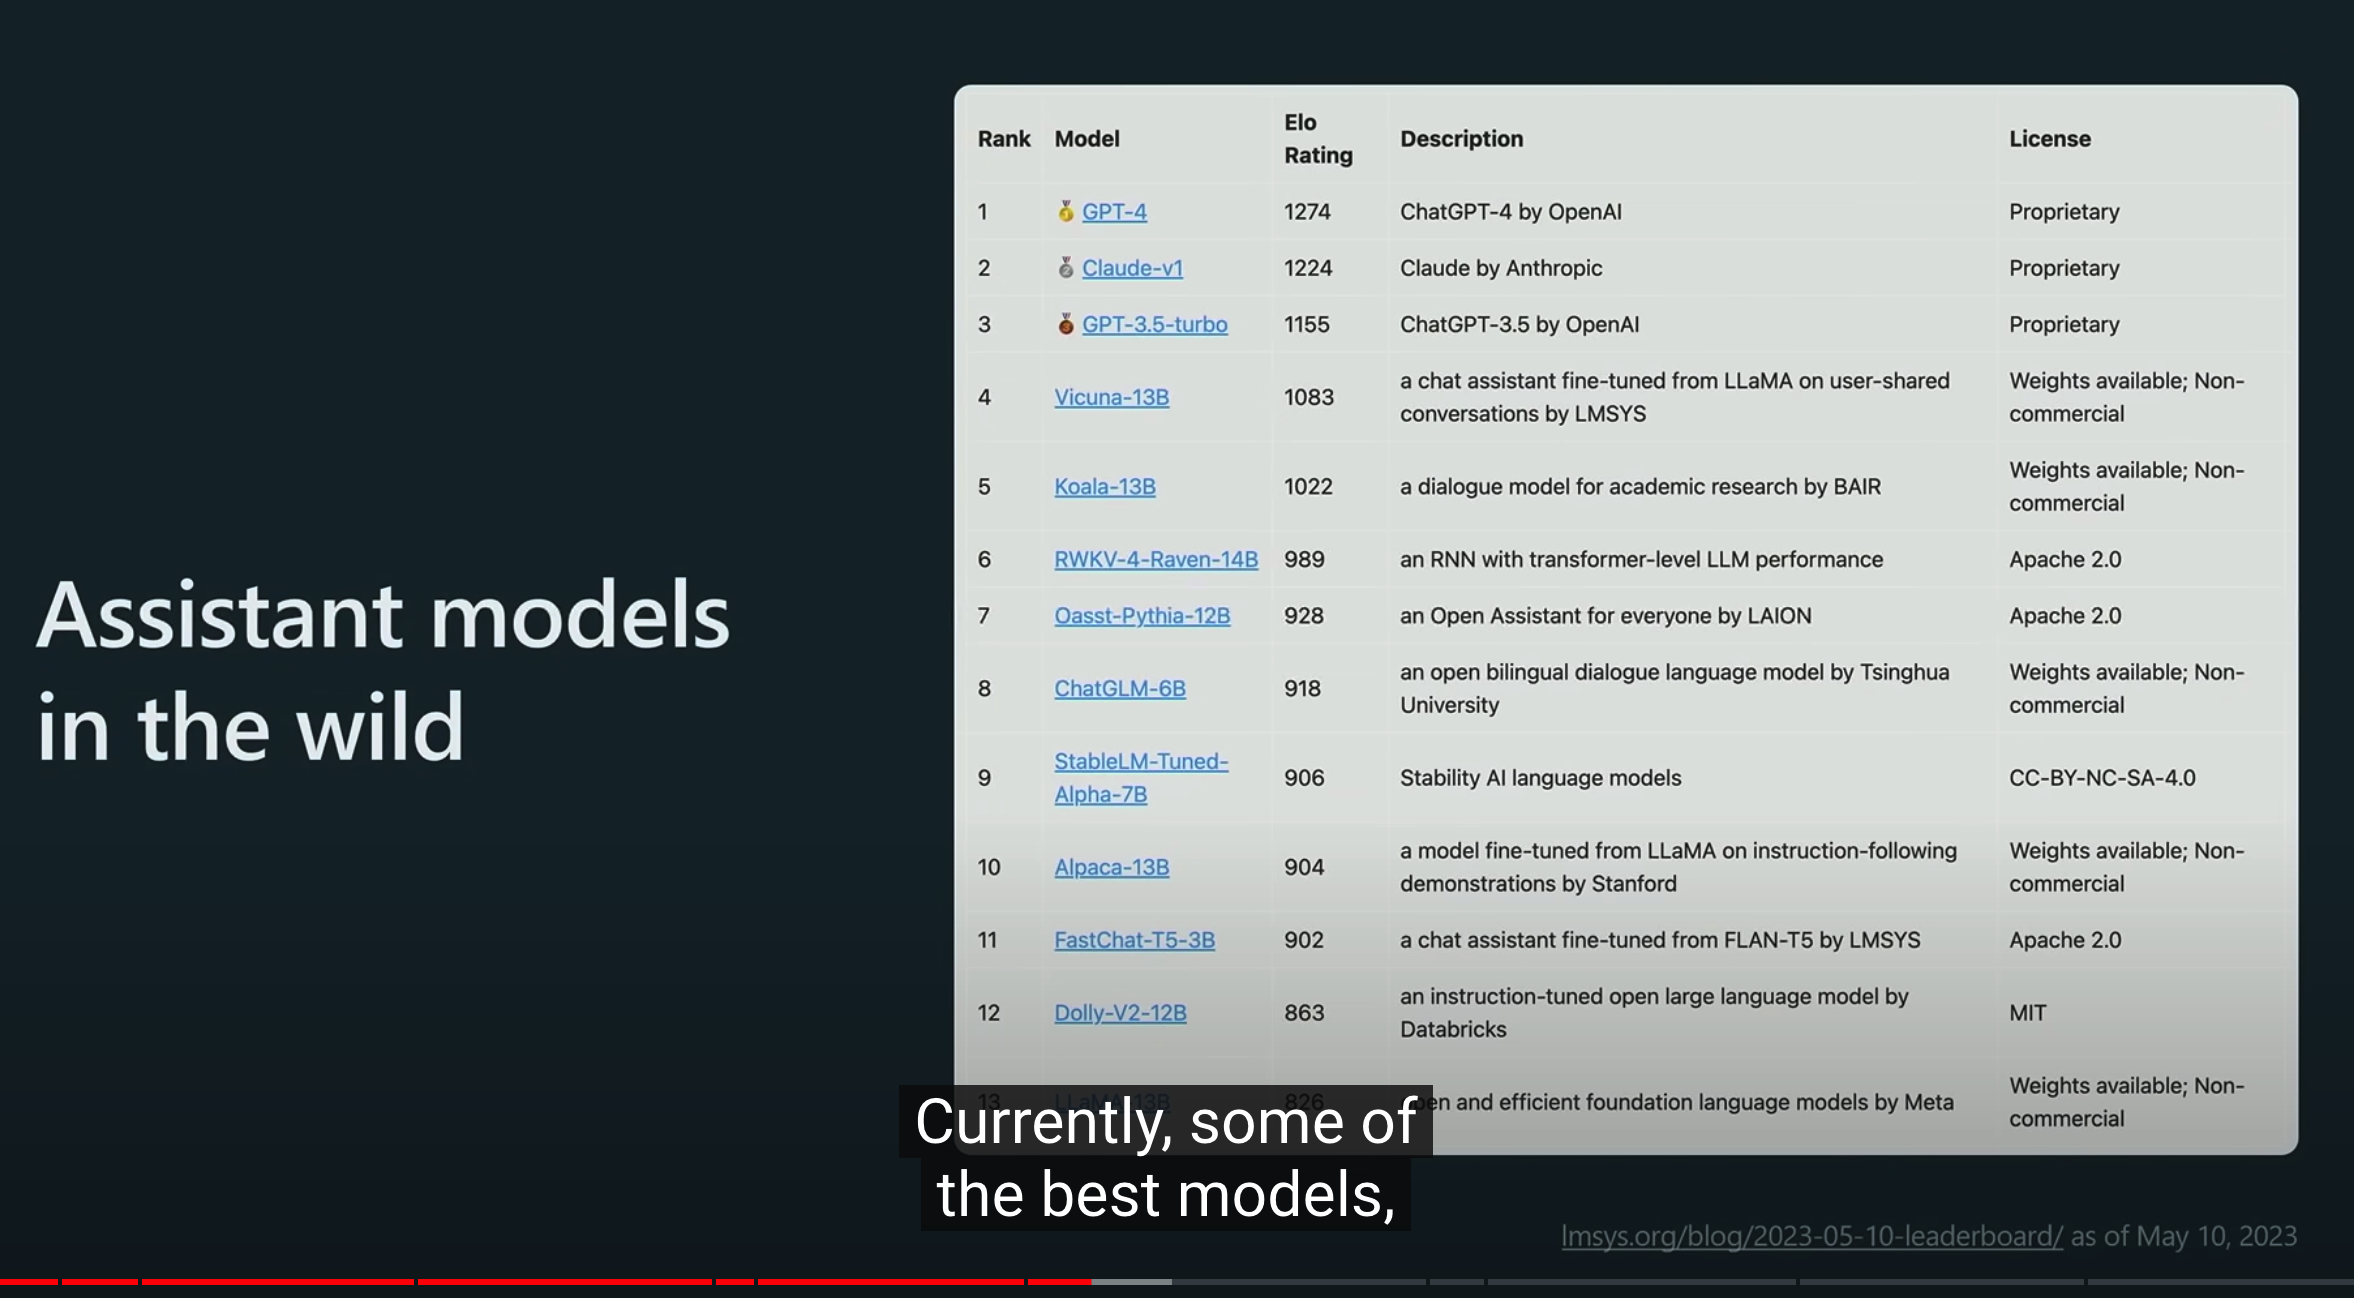 Assistant models
in the wild
Rank Model Elo Rating Description License
1 GPT-4 1274 ChatGPT-4 by OpenAI Proprietary
2 Claude-v1 1224 Claude by Anthropic Proprietary
3 GPT-3.5-turbo 1155 ChatGPT-3.5 by OpenAI Proprietary
4 Vicuna-13B 1083 a chat assistant fine-tuned from LLaMA on user-shared conversations by LMSYS Weights available; Non-commercial
5 Koala-13B 1022 a dialogue model for academic research by BAIR Weights available; Non-commercial
6 RWKV-4-Raven-14B 989 an RNN with transformer-level LLM performance Apache 2.0
7 Oasst-Pythia-12B 928 an Open Assistant for everyone by LAION Apache 2.0
8 ChatGLM-6B 918 an open bilingual dialogue language model by Tsinghua University Weights available; Non-commercial
9 StableLM-Tuned-Alpha-7B 906 Stability AI language models CC-BY-NC-SA-4.0
10 Alpaca-13B 904 a model fine-tuned from LLaMA on instruction-following demonstrations by Stanford Weights available; Non-commercial
11 FastChat-T5-3B 902 a chat assistant fine-tuned from FLAN-T5 by LMSYS Apache 2.0
12 Dolly-V2-12B 863 an instruction-tuned open large language model by Databricks MIT
13 LLaMA-13B 826 and efficient foundation language models by Meta Weights available; Non-commercial
Currently, some of
the best models,
lmsys.org/blog/2023-05-10-leaderboard/ as of May 10, 2023